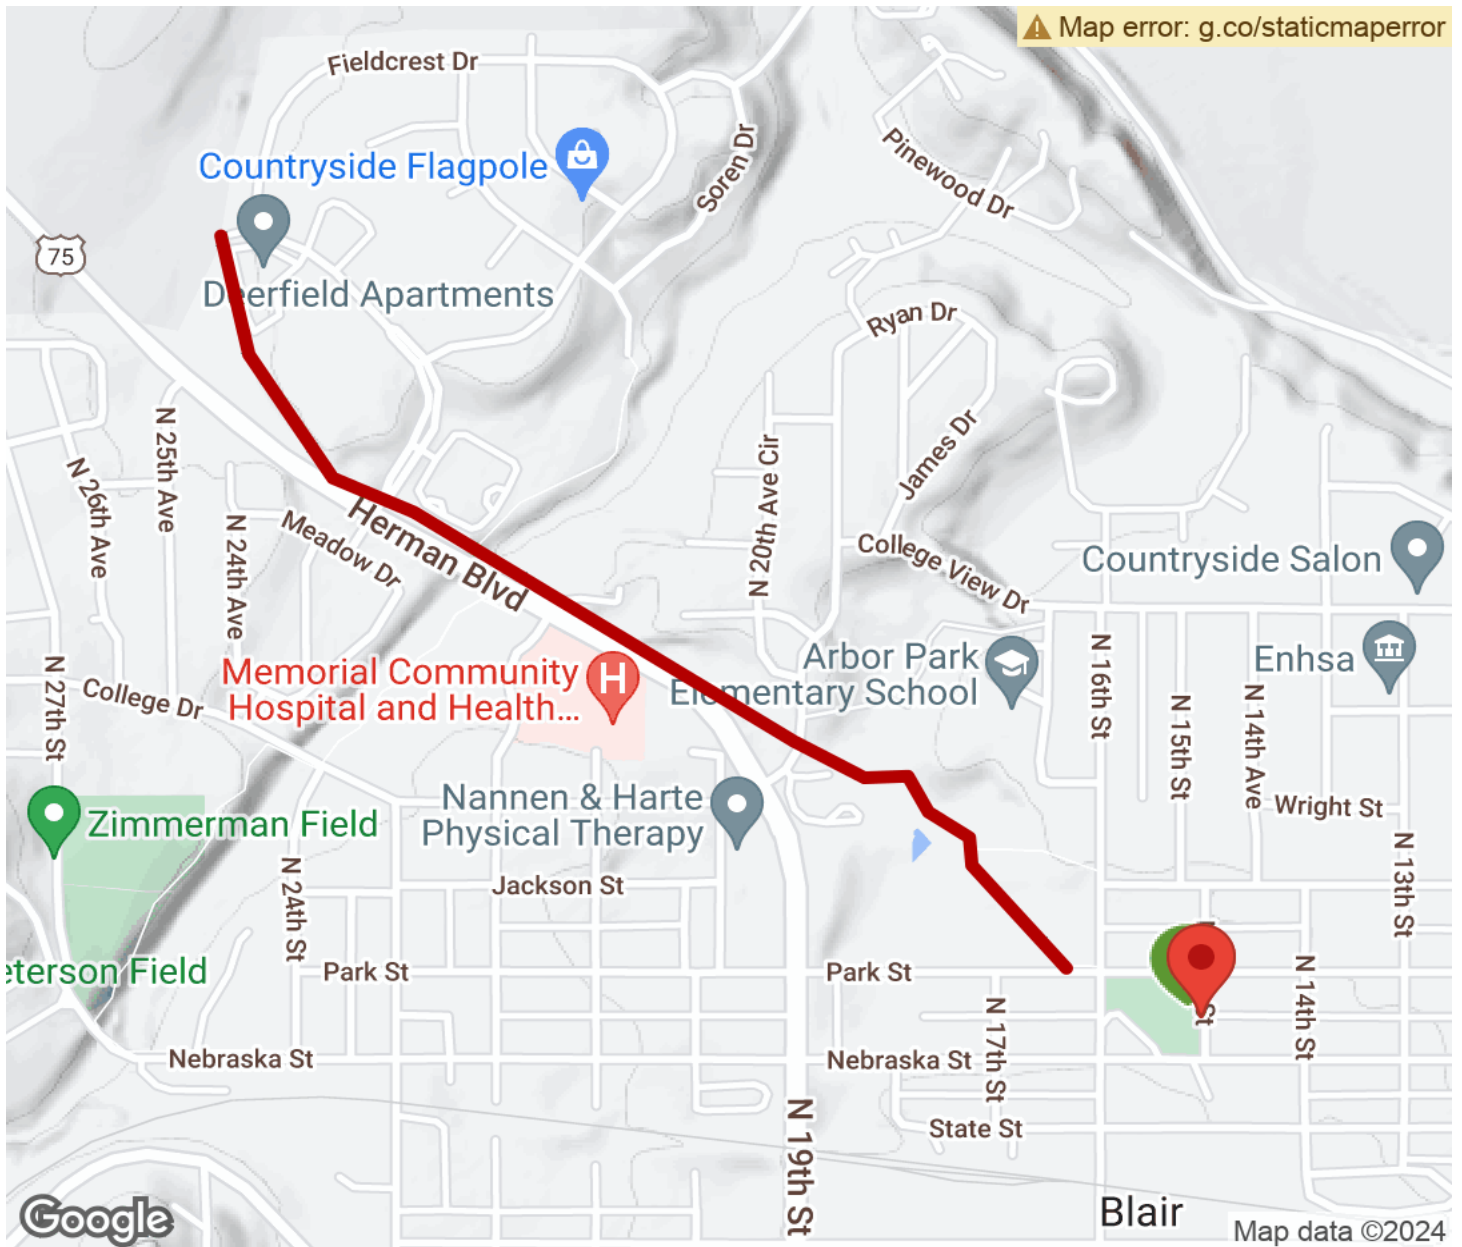 Map error: g.co/staticmaperror
Fieldcrest Dr
Countryside Flagpole
Soren Dr
Pinewood Dr
75
Deerfield Apartments
Ryan Dr
N 25th Ave
N 26th Ave
James Dr
N 20th Ave Cir
Herman Blvd
Meadow Dr
N 24th Ave
College View Dr
Countryside Salon
Arbor Park
Elementary School
Enhsa
N 16th St
N 27th St
College Dr
Memorial Community
Hospital and Health...
N 15th St
N 14th Ave
Zimmerman Field
Nannen & Harte
Physical Therapy
Wright St
N 13th St
N 24th St
Jackson St
eterson Field
Park St
Park St
N 14th St
N 17th St
St
Nebraska St
Nebraska St
N 19th St
State St
Blair
Google
Map data ©2024